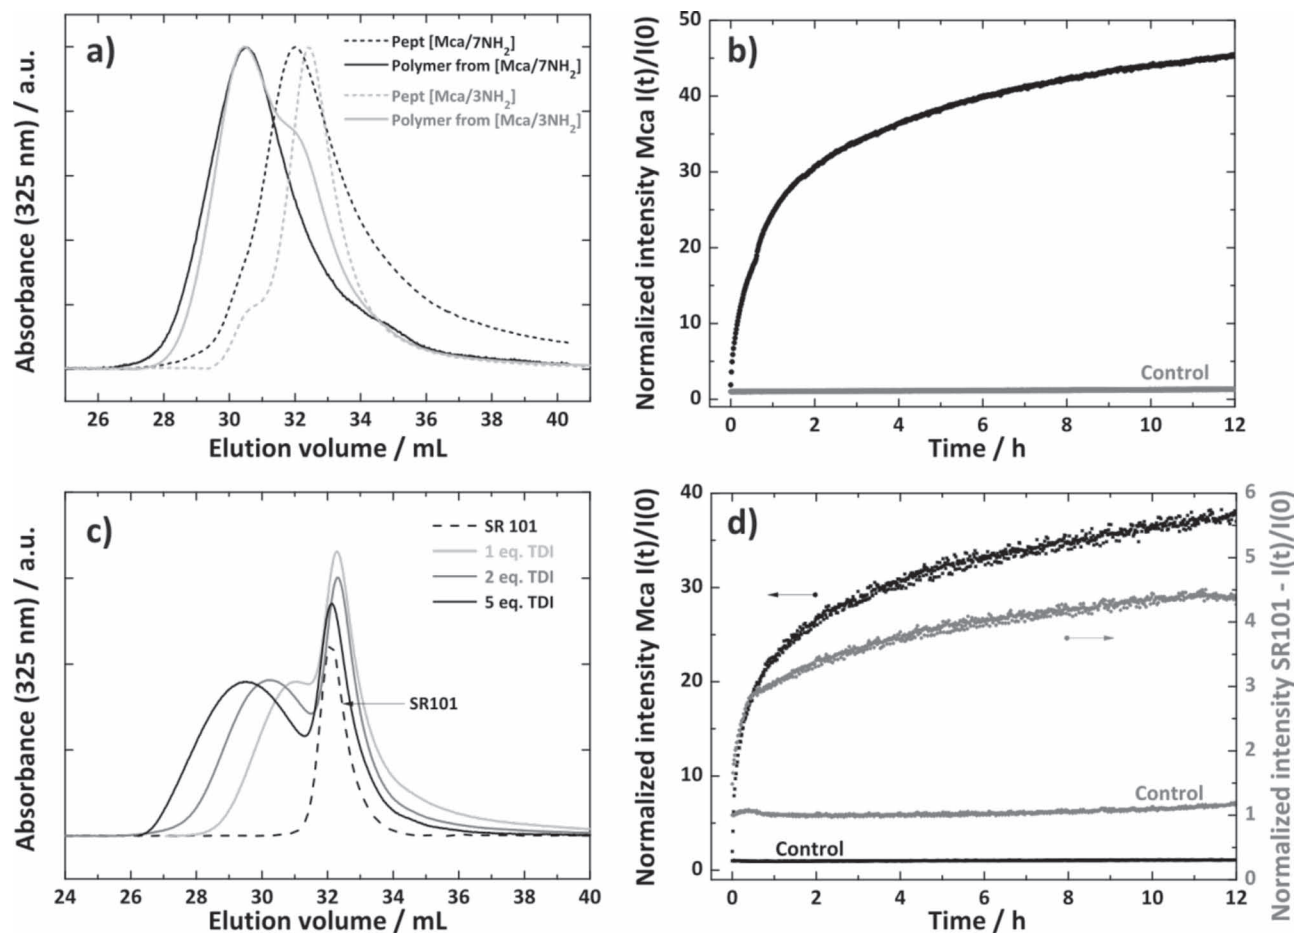 a)
Pept [Mca/7NH2]
Polymer from [Mca/7NH2]
Pept [Mca/3NH2]
Polymer from [Mca/3NH2]
Absorbance (325 nm) / a.u.
26 28 30 32 34 36 38 40
Elution volume / mL
b)
Normalized intensity Mca I(t)/I(0)
50
40
30
20
10
0
Control
0 2 4 6 8 10 12
Time / h
c)
SR 101
1 eq. TDI
2 eq. TDI
5 eq. TDI
SR101
Absorbance (325 nm) / a.u.
24 26 28 30 32 34 36 38 40
Elution volume / mL
d)
Normalized intensity Mca I(t)/I(0)
40
30
20
10
0
Control
Control
6
5
4
3
2
1
0
Normalized intensity SR101 - I(t)/I(0)
0 2 4 6 8 10 12
Time / h